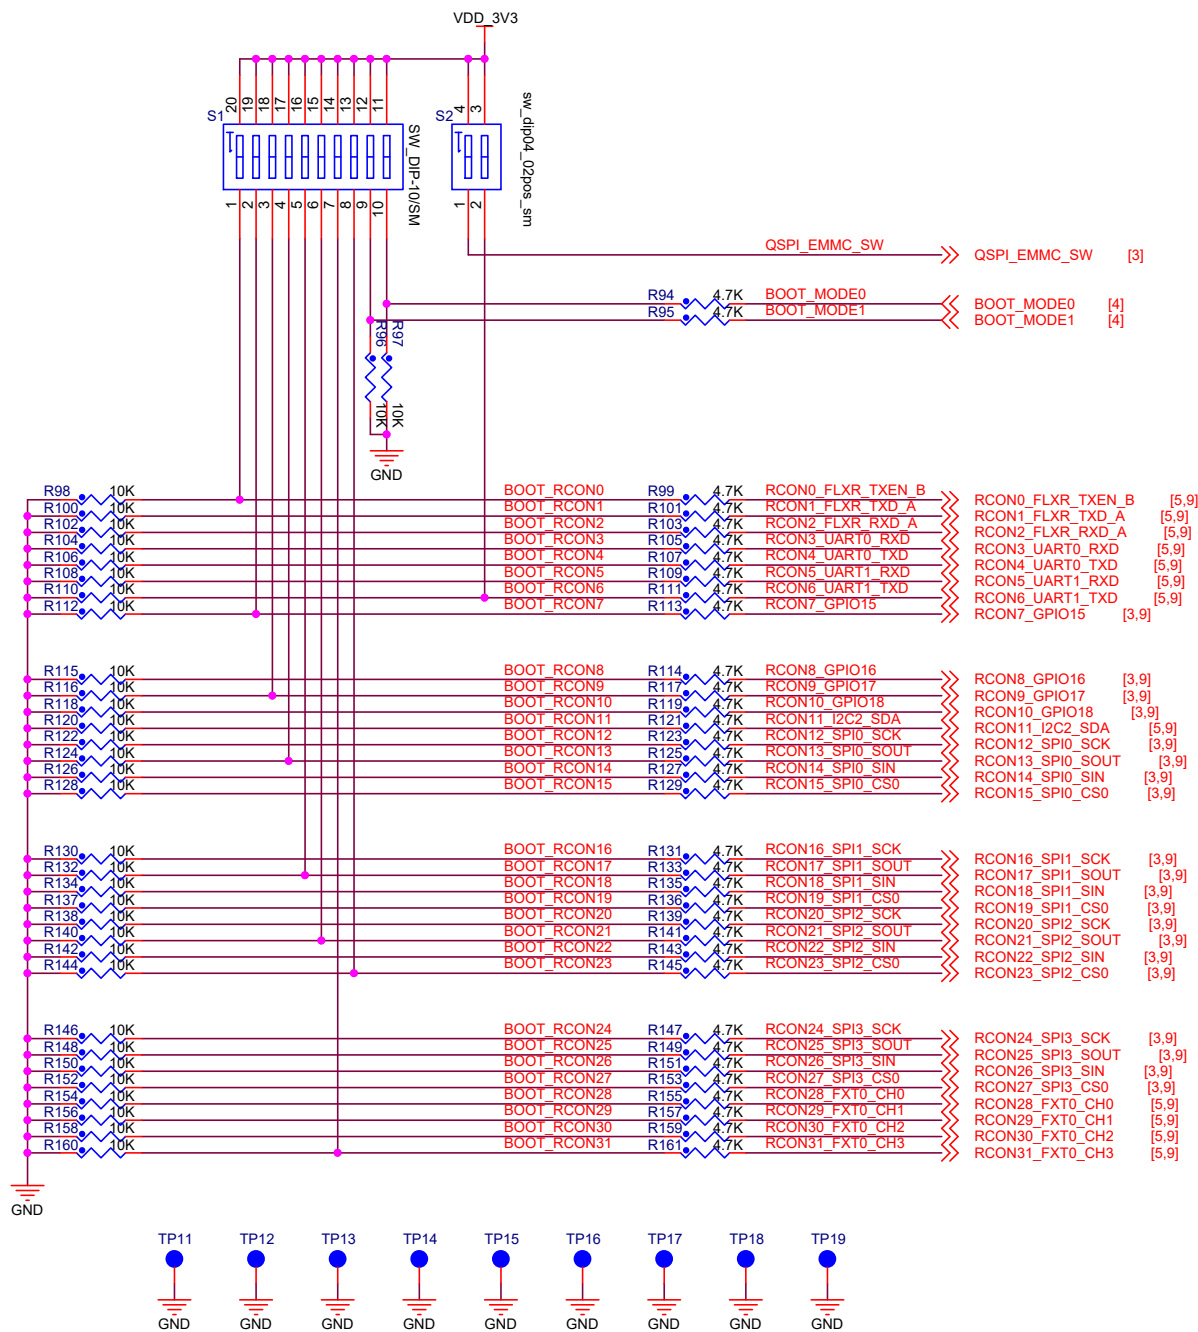 VDD_3V3
20 19 18 17 16 15 14 13 12 11
4 3
S1
S2
SW_DIP-10/SM
sw_dip04_02pos_sm
1 2 3 4 5 6 7 8 9 10
1 2
QSPI_EMMC_SW QSPI_EMMC_SW [3]
R94 4.7K BOOT_MODE0 BOOT_MODE0 [4]
R95 4.7K BOOT_MODE1 BOOT_MODE1 [4]
R96 R97
10K 10K
GND
R98 10K BOOT_RCON0 R99 4.7K RCON0_FLXR_TXEN_B RCON0_FLXR_TXEN_B [5,9]
R100 10K BOOT_RCON1 R101 4.7K RCON1_FLXR_TXD_A RCON1_FLXR_TXD_A [5,9]
R102 10K BOOT_RCON2 R103 4.7K RCON2_FLXR_RXD_A RCON2_FLXR_RXD_A [5,9]
R104 10K BOOT_RCON3 R105 4.7K RCON3_UART0_RXD RCON3_UART0_RXD [5,9]
R106 10K BOOT_RCON4 R107 4.7K RCON4_UART0_TXD RCON4_UART0_TXD [5,9]
R108 10K BOOT_RCON5 R109 4.7K RCON5_UART1_RXD RCON5_UART1_RXD [5,9]
R110 10K BOOT_RCON6 R111 4.7K RCON6_UART1_TXD RCON6_UART1_TXD [5,9]
R112 10K BOOT_RCON7 R113 4.7K RCON7_GPIO15 RCON7_GPIO15 [3,9]
R115 10K BOOT_RCON8 R114 4.7K RCON8_GPIO16 RCON8_GPIO16 [3,9]
R116 10K BOOT_RCON9 R117 4.7K RCON9_GPIO17 RCON9_GPIO17 [3,9]
R118 10K BOOT_RCON10 R119 4.7K RCON10_GPIO18 RCON10_GPIO18 [3,9]
R120 10K BOOT_RCON11 R121 4.7K RCON11_I2C2_SDA RCON11_I2C2_SDA [5,9]
R122 10K BOOT_RCON12 R123 4.7K RCON12_SPI0_SCK RCON12_SPI0_SCK [3,9]
R124 10K BOOT_RCON13 R125 4.7K RCON13_SPI0_SOUT RCON13_SPI0_SOUT [3,9]
R126 10K BOOT_RCON14 R127 4.7K RCON14_SPI0_SIN RCON14_SPI0_SIN [3,9]
R128 10K BOOT_RCON15 R129 4.7K RCON15_SPI0_CS0 RCON15_SPI0_CS0 [3,9]
R130 10K BOOT_RCON16 R131 4.7K RCON16_SPI1_SCK RCON16_SPI1_SCK [3,9]
R132 10K BOOT_RCON17 R133 4.7K RCON17_SPI1_SOUT RCON17_SPI1_SOUT [3,9]
R134 10K BOOT_RCON18 R135 4.7K RCON18_SPI1_SIN RCON18_SPI1_SIN [3,9]
R137 10K BOOT_RCON19 R136 4.7K RCON19_SPI1_CS0 RCON19_SPI1_CS0 [3,9]
R138 10K BOOT_RCON20 R139 4.7K RCON20_SPI2_SCK RCON20_SPI2_SCK [3,9]
R140 10K BOOT_RCON21 R141 4.7K RCON21_SPI2_SOUT RCON21_SPI2_SOUT [3,9]
R142 10K BOOT_RCON22 R143 4.7K RCON22_SPI2_SIN RCON22_SPI2_SIN [3,9]
R144 10K BOOT_RCON23 R145 4.7K RCON23_SPI2_CS0 RCON23_SPI2_CS0 [3,9]
R146 10K BOOT_RCON24 R147 4.7K RCON24_SPI3_SCK RCON24_SPI3_SCK [3,9]
R148 10K BOOT_RCON25 R149 4.7K RCON25_SPI3_SOUT RCON25_SPI3_SOUT [3,9]
R150 10K BOOT_RCON26 R151 4.7K RCON26_SPI3_SIN RCON26_SPI3_SIN [3,9]
R152 10K BOOT_RCON27 R153 4.7K RCON27_SPI3_CS0 RCON27_SPI3_CS0 [3,9]
R154 10K BOOT_RCON28 R155 4.7K RCON28_FXT0_CH0 RCON28_FXT0_CH0 [5,9]
R156 10K BOOT_RCON29 R157 4.7K RCON29_FXT0_CH1 RCON29_FXT0_CH1 [5,9]
R158 10K BOOT_RCON30 R159 4.7K RCON30_FXT0_CH2 RCON30_FXT0_CH2 [5,9]
R160 10K BOOT_RCON31 R161 4.7K RCON31_FXT0_CH3 RCON31_FXT0_CH3 [5,9]
GND
TP11 TP12 TP13 TP14 TP15 TP16 TP17 TP18 TP19
GND GND GND GND GND GND GND GND GND